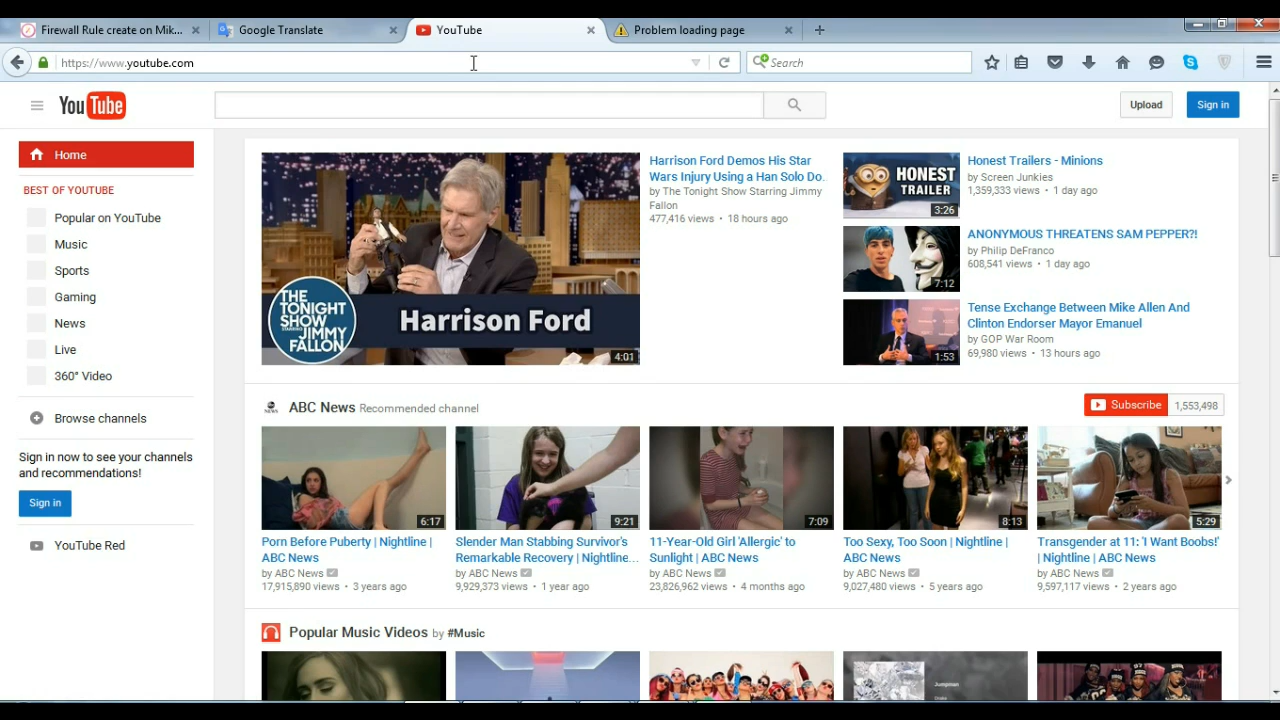 Firewall Rule create on Mik...
Google Translate
YouTube
Problem loading page
https://www.youtube.com
Search
YouTube
Upload
Sign in
Home
BEST OF YOUTUBE
Popular on YouTube
Music
Sports
Gaming
News
Live
360° Video
Browse channels
Sign in now to see your channels
and recommendations!
Sign in
YouTube Red
THE
TONIGHT
SHOW
STARRING
JIMMY
FALLON
Harrison Ford
4:01
Harrison Ford Demos His Star
Wars Injury Using a Han Solo Do...
by The Tonight Show Starring Jimmy
Fallon
477,416 views • 18 hours ago
HONEST
TRAILER
3:26
Honest Trailers - Minions
by Screen Junkies
1,359,333 views • 1 day ago
7:12
ANONYMOUS THREATENS SAM PEPPER?!
by Philip DeFranco
608,541 views • 1 day ago
1:53
Tense Exchange Between Mike Allen And
Clinton Endorser Mayor Emanuel
by GOP War Room
69,980 views • 13 hours ago
ABC News Recommended channel
Subscribe 1,553,498
6:17
Porn Before Puberty | Nightline |
ABC News
by ABC News
17,915,890 views • 3 years ago
9:21
Slender Man Stabbing Survivor's
Remarkable Recovery | Nightline...
by ABC News
9,929,373 views • 1 year ago
7:09
11-Year-Old Girl 'Allergic' to
Sunlight | ABC News
by ABC News
23,826,962 views • 4 months ago
8:13
Too Sexy, Too Soon | Nightline |
ABC News
by ABC News
9,027,480 views • 5 years ago
5:29
Transgender at 11: 'I Want Boobs!'
| Nightline | ABC News
by ABC News
9,597,117 views • 2 years ago
Popular Music Videos by #Music
Jumpman